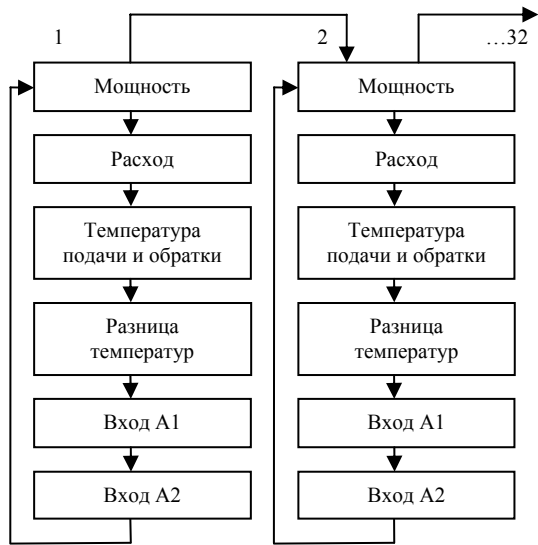 1
2
…32
Мощность
Расход
Температура
подачи и обратки
Разница
температур
Вход А1
Вход А2
Мощность
Расход
Температура
подачи и обратки
Разница
температур
Вход А1
Вход А2